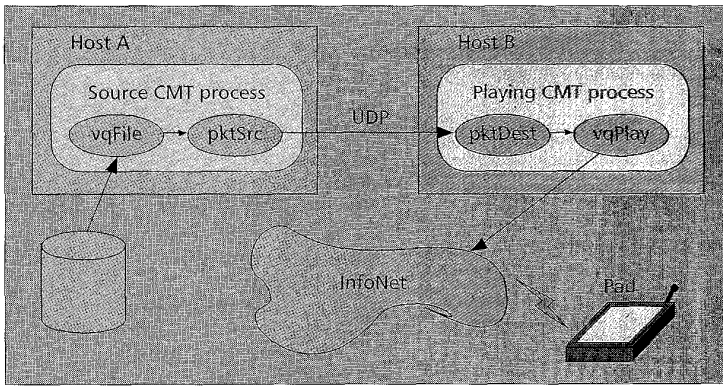 Host A
Host B
Source CMT process
Playing CMT process
vqFile
pktSrc
UDP
pktDest
vqPlay
InfoNet
Pad